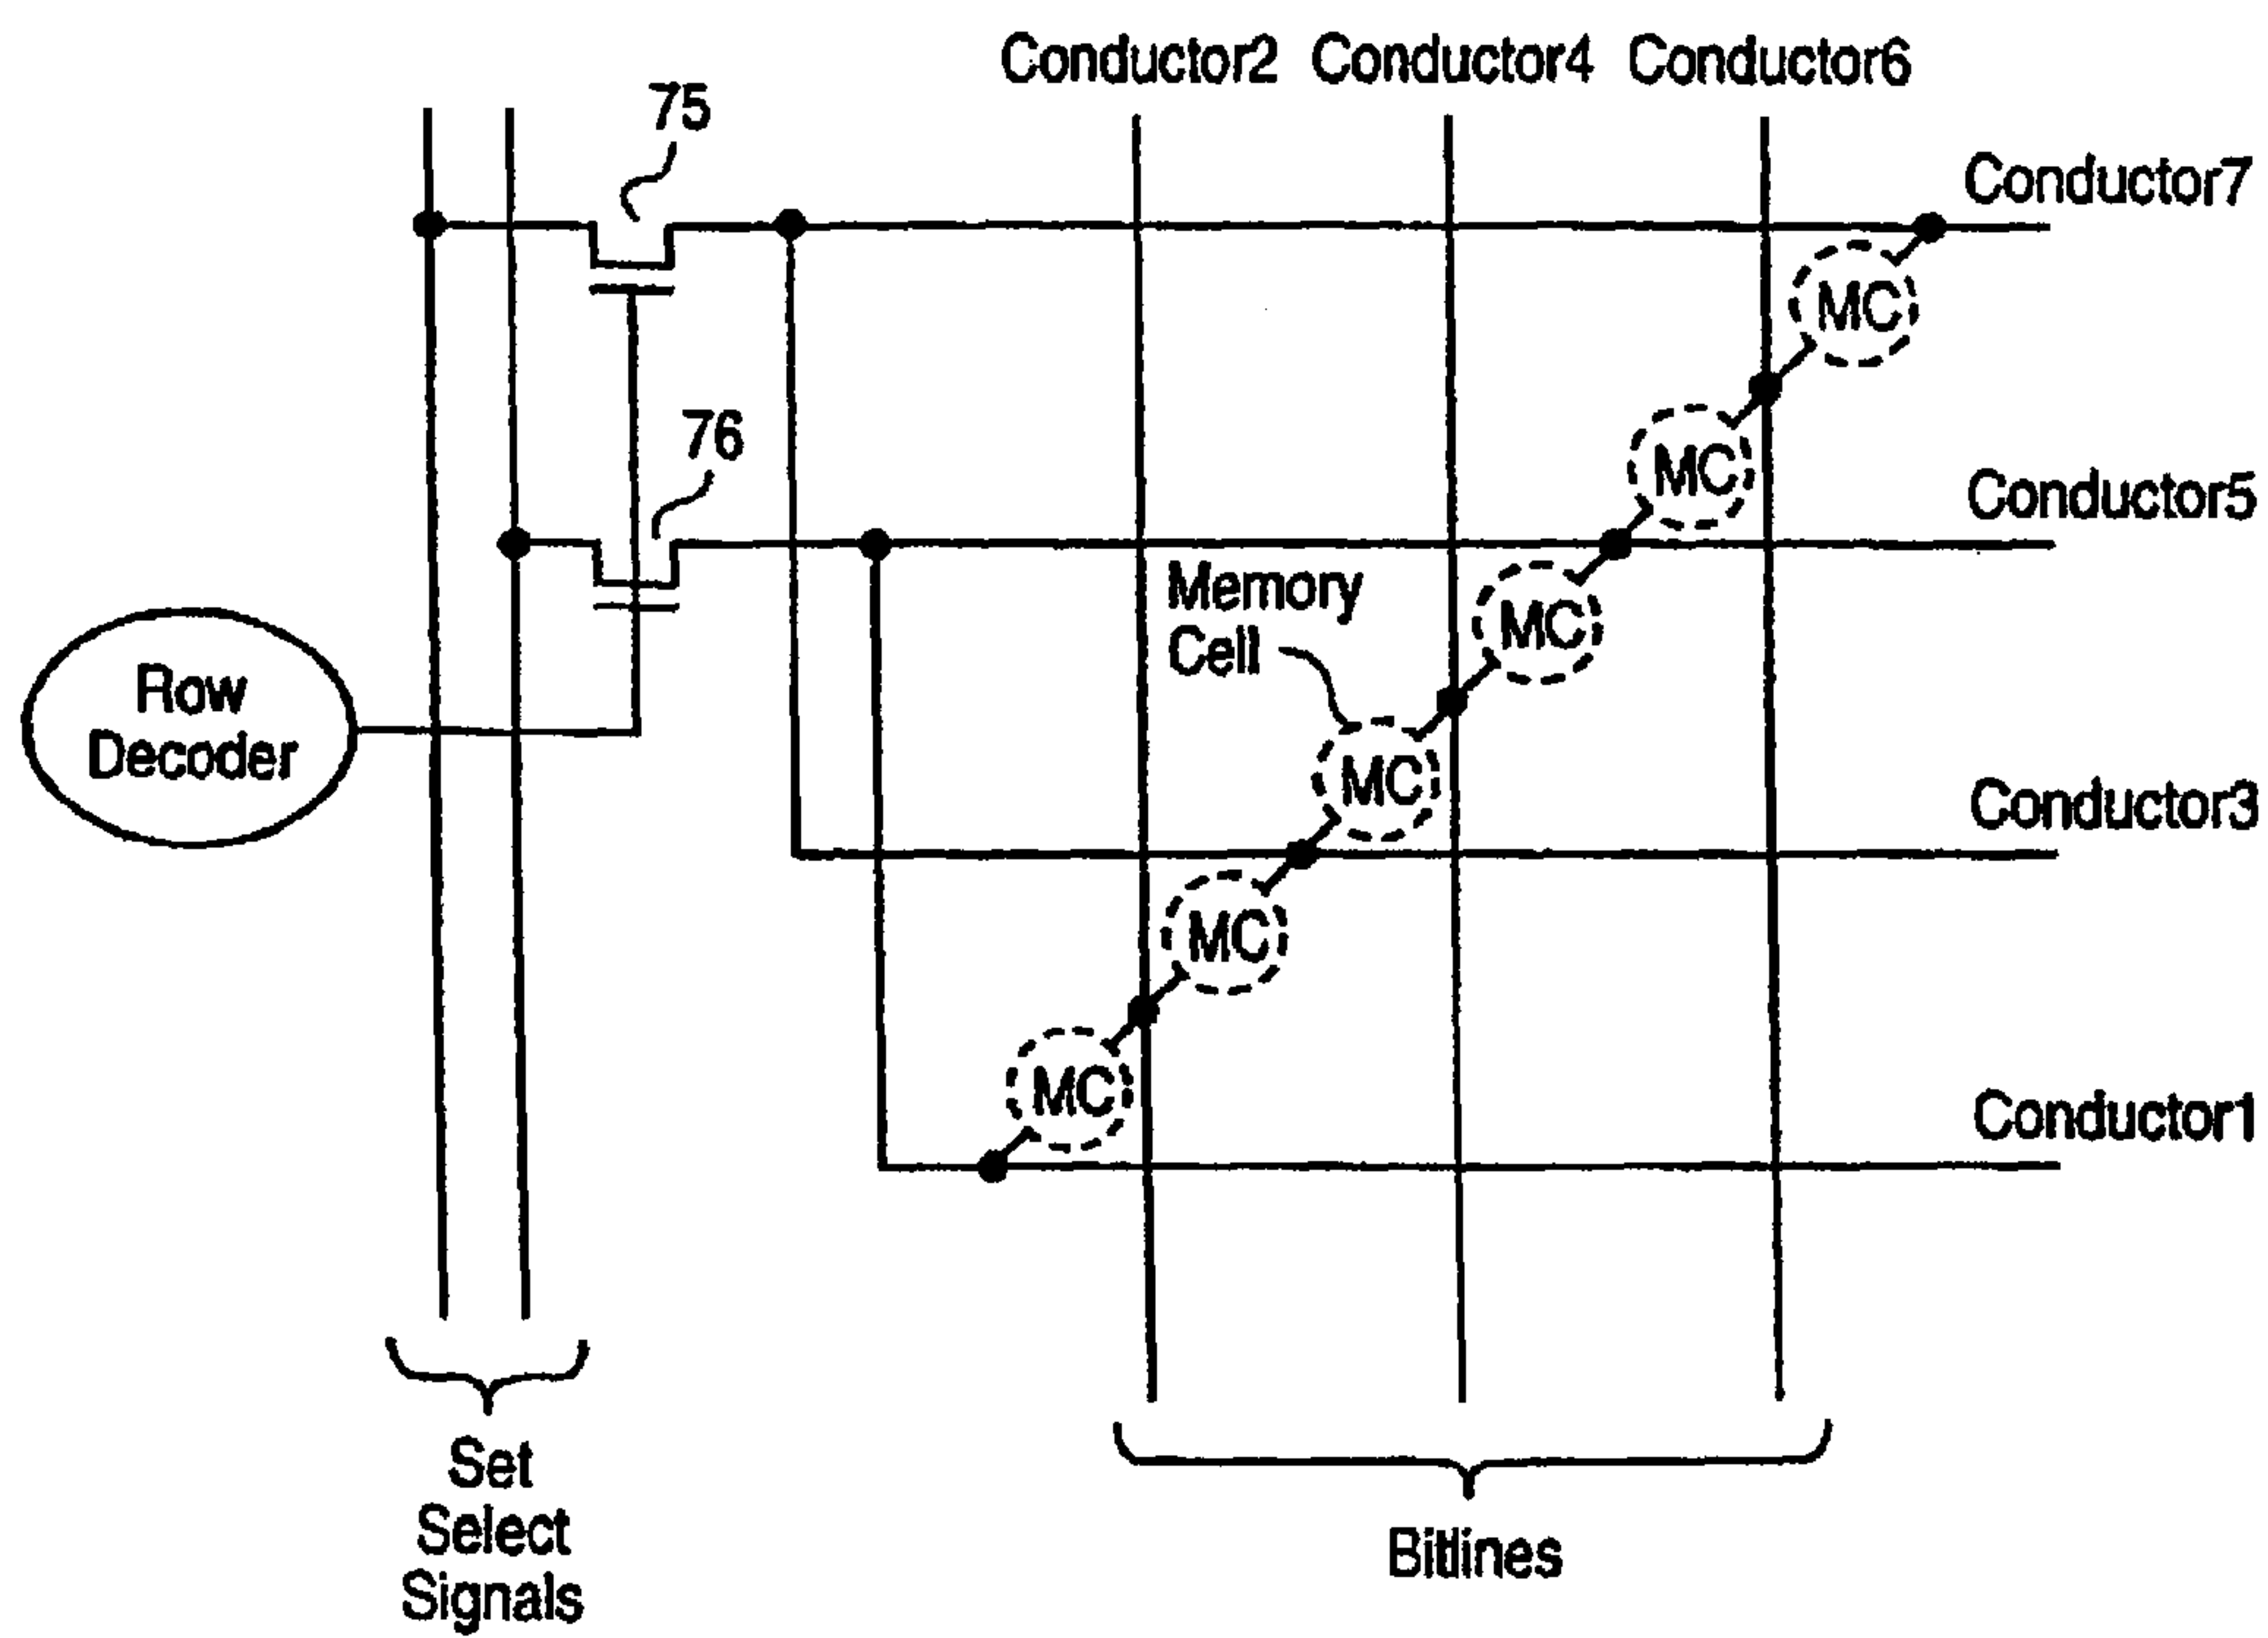 Conductor2 Conductor4 Conductor6
75
Conductor7
MC
76
MC
Conductor5
Memory
Cell
MC
Row
Decoder
MC
Conductor3
MC
MC
Conductor1
Set
Select
Signals
Bitlines